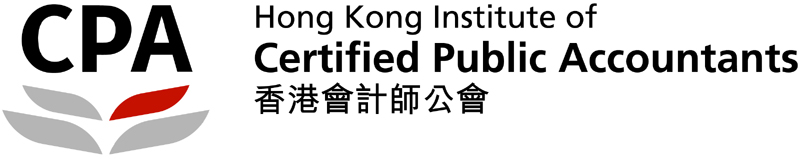 CPA
Hong Kong Institute of
Certified Public Accountants
香港會計師公會